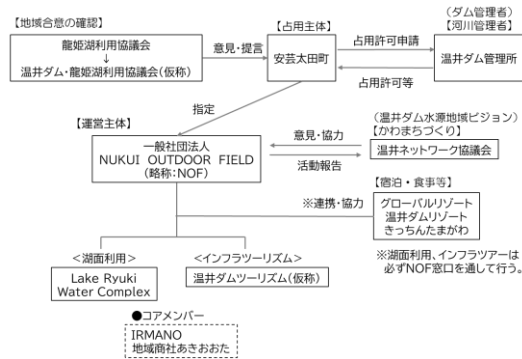 【地域合意の確認】
龍姫湖利用協議会
↓
温井ダム・龍姫湖利用協議会(仮称)
意見・提言
【占用主体】
安芸太田町
占用許可申請
占用許可等
(ダム管理者)
【河川管理者】
温井ダム管理所
指定
【運営主体】
一般社団法人
NUKUI OUTDOOR FIELD
(略称:NOF)
意見・協力
活動報告
(温井ダム水源地域ビジョン)
【かわまちづくり】
温井ネットワーク協議会
【宿泊・食事等】
※連携・協力
グローバルリゾート
温井ダムリゾート
きっちんたまがわ
※湖面利用、インフラツアーは
必ずNOF窓口を通して行う。
<湖面利用>
Lake Ryuki
Water Complex
<インフラツーリズム>
温井ダムツーリズム(仮称)
●コアメンバー
IRMANO
地域商社あきおおた